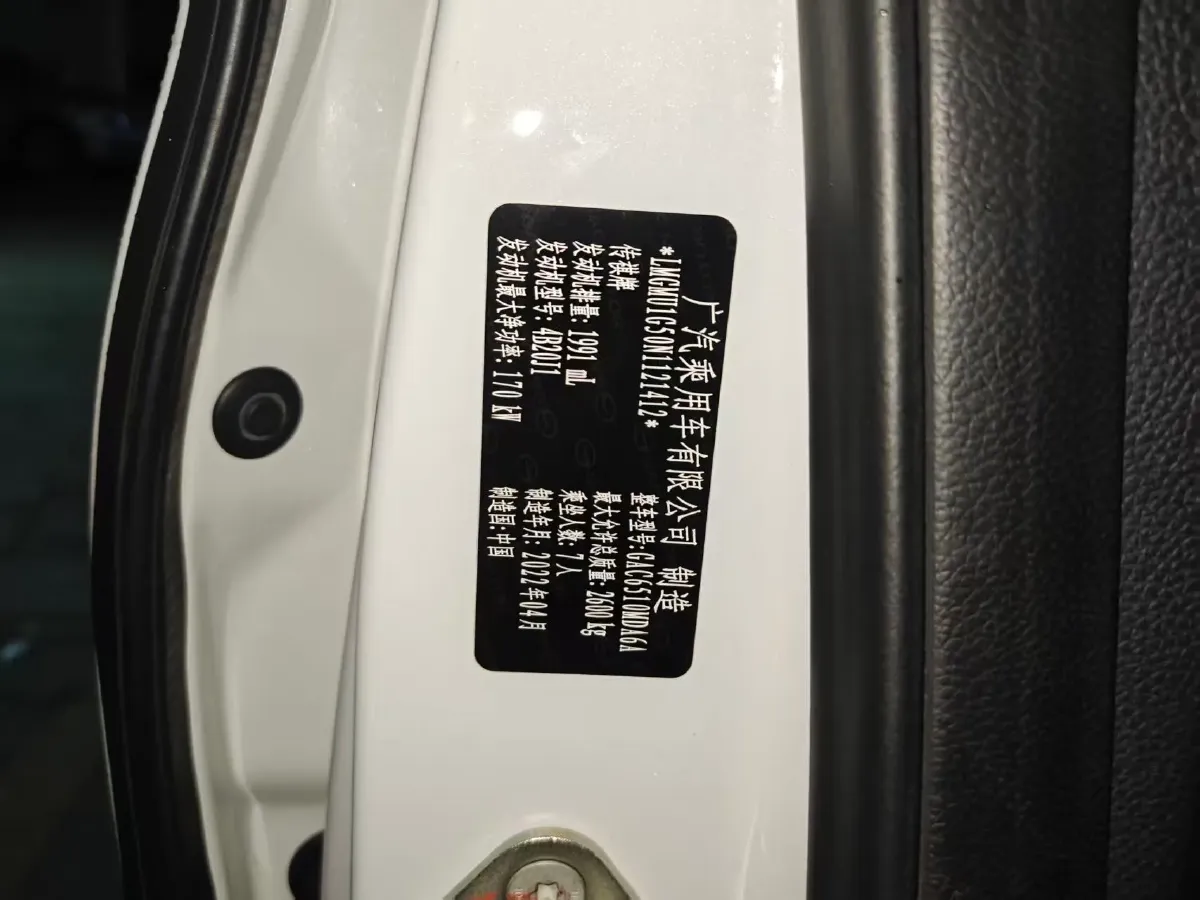 广汽乘用车有限公司 制造
*LMGMU1G50N1121412*
传祺牌
整车型号:GAC6510MDA6A
发动机排量: 1991 mL
最大允许总质量: 2600 kg
发动机型号: 4B20J1
乘坐人数: 7人
发动机最大净功率: 170 kW
制造年月: 2022年04月
制造国: 中国